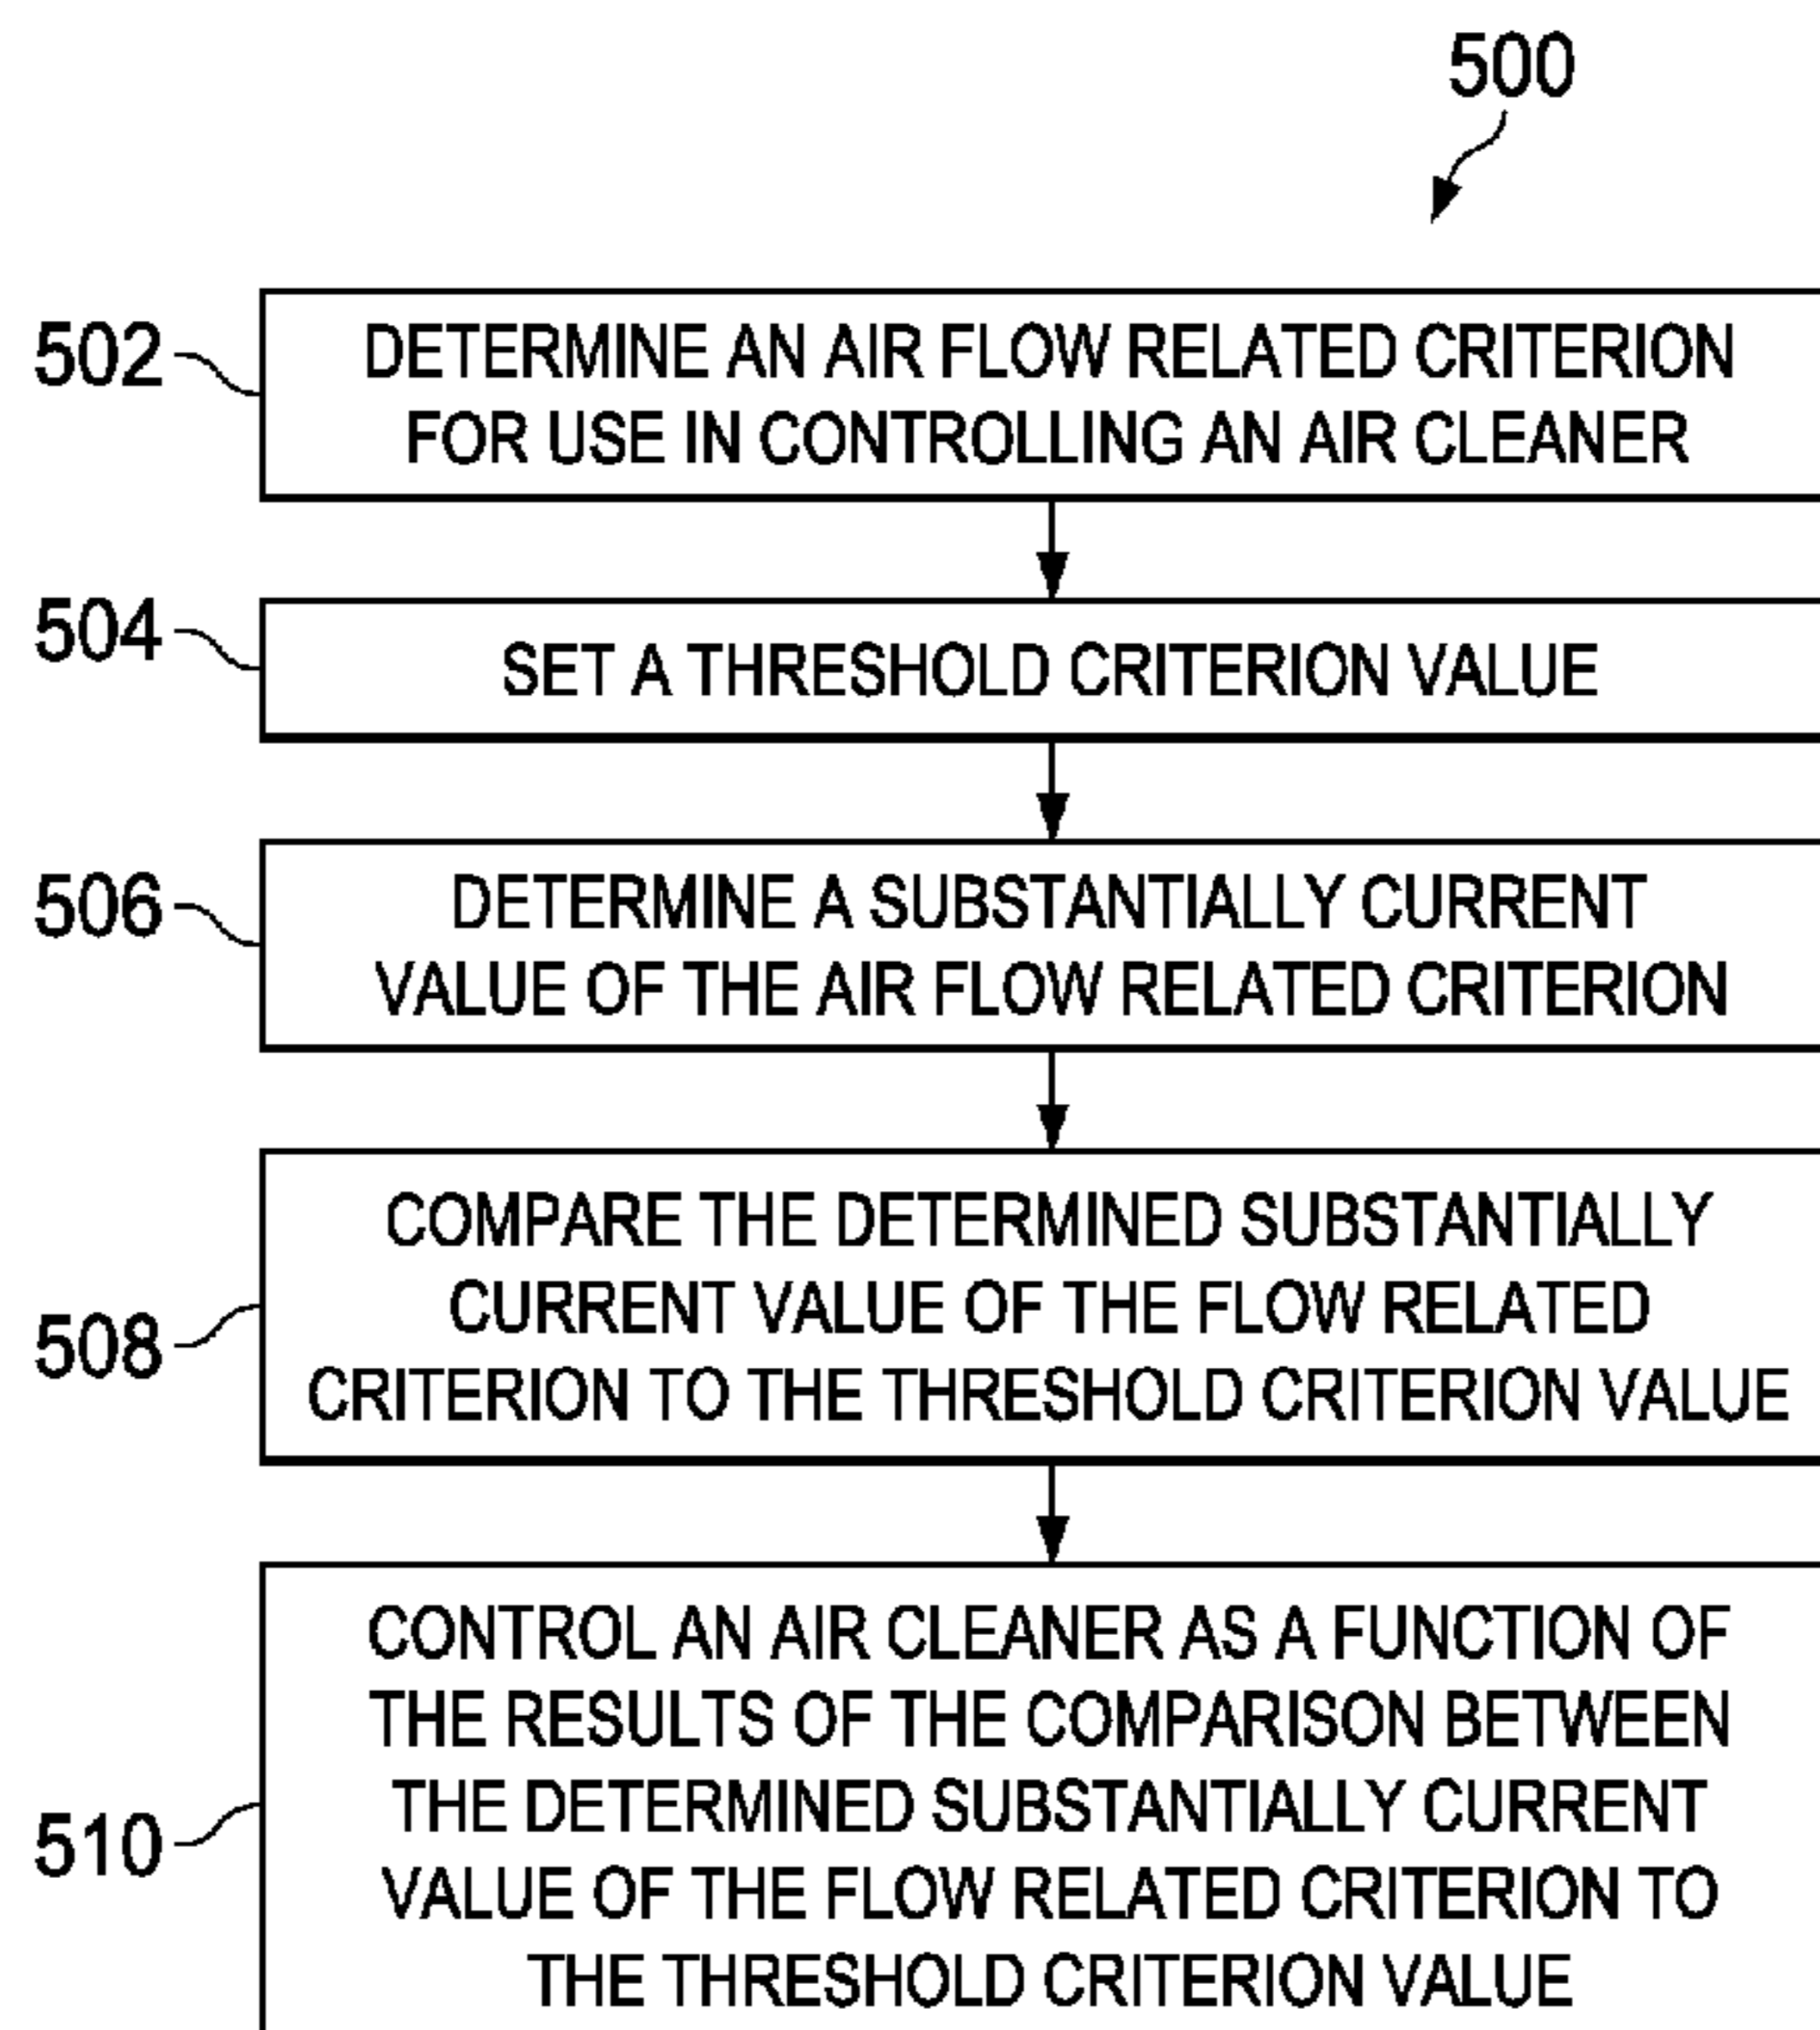 500
502
DETERMINE AN AIR FLOW RELATED CRITERION
FOR USE IN CONTROLLING AN AIR CLEANER
504
SET A THRESHOLD CRITERION VALUE
506
DETERMINE A SUBSTANTIALLY CURRENT
VALUE OF THE AIR FLOW RELATED CRITERION
508
COMPARE THE DETERMINED SUBSTANTIALLY
CURRENT VALUE OF THE FLOW RELATED
CRITERION TO THE THRESHOLD CRITERION VALUE
510
CONTROL AN AIR CLEANER AS A FUNCTION OF
THE RESULTS OF THE COMPARISON BETWEEN
THE DETERMINED SUBSTANTIALLY CURRENT
VALUE OF THE FLOW RELATED CRITERION TO
THE THRESHOLD CRITERION VALUE